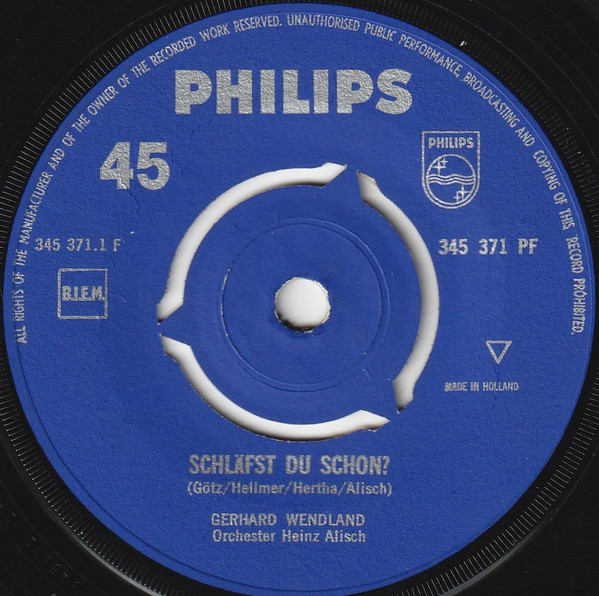 ALL RIGHTS OF THE MANUFACTURER AND OF THE OWNER OF THE RECORDED WORK RESERVED. UNAUTHORISED PUBLIC PERFORMANCE, BROADCASTING AND COPYING OF THIS RECORD PROHIBITED.
PHILIPS
45
PHILIPS
345 371.1 F
345 371 PF
B.I.E.M.
MADE IN HOLLAND
SCHLÄFST DU SCHON?
(Götz/Hellmer/Hertha/Alisch)
GERHARD WENDLAND
Orchester Heinz Alisch